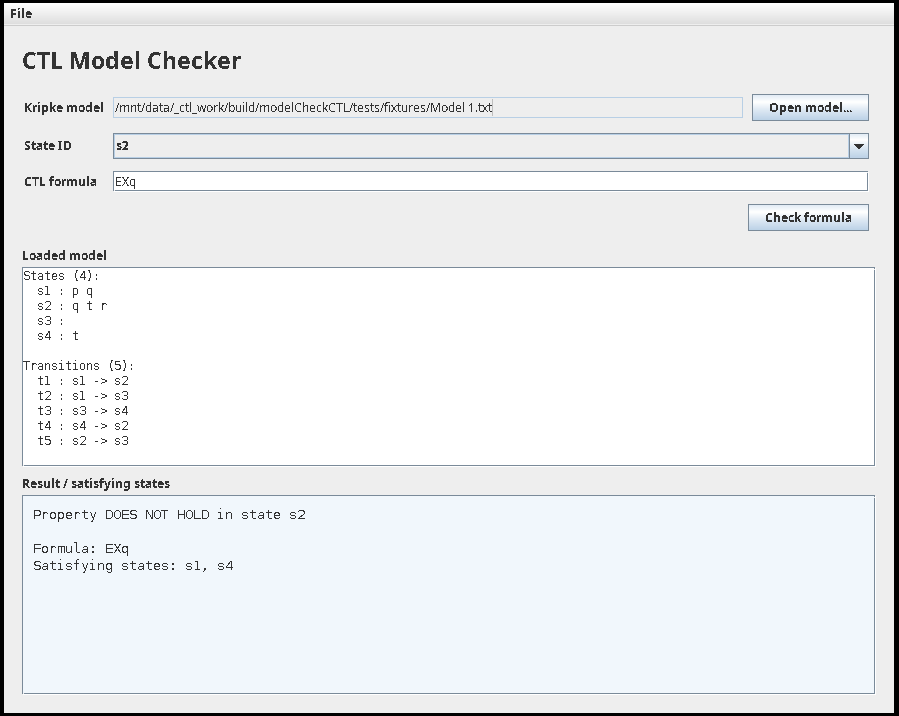 File
CTL Model Checker
Kripke model /mnt/data/_ctl_work/build/modelCheckCTL/tests/fixtures/Model 1.txt Open model...
State ID s2
CTL formula EXq
Check formula
Loaded model
States (4):
s1 : p q
s2 : q t r
s3 :
s4 : t
Transitions (5):
t1 : s1 -> s2
t2 : s1 -> s3
t3 : s3 -> s4
t4 : s4 -> s2
t5 : s2 -> s3
Result / satisfying states
Property DOES NOT HOLD in state s2
Formula: EXq
Satisfying states: s1, s4